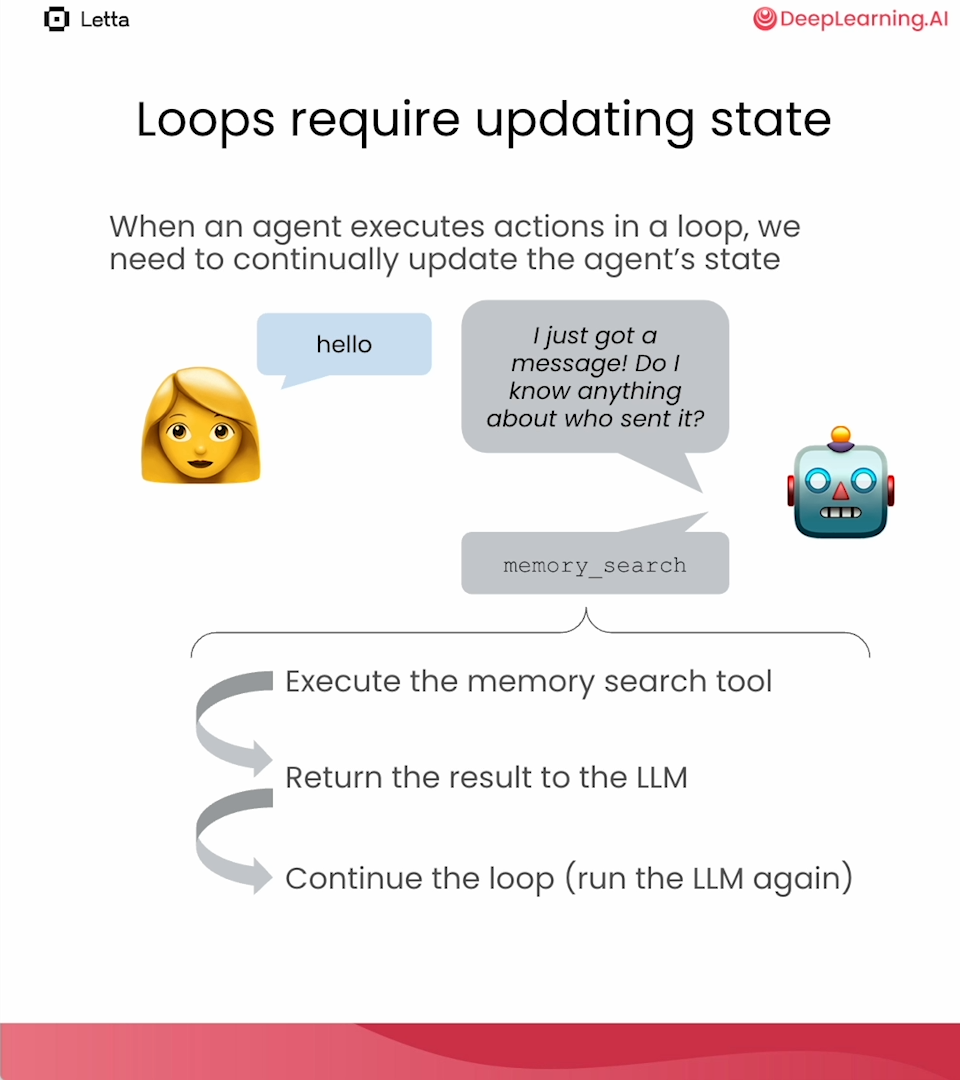 Letta
DeepLearning.AI
Loops require updating state
When an agent executes actions in a loop, we
need to continually update the agent’s state
hello
I just got a
message! Do I
know anything
about who sent it?
memory_search
Execute the memory search tool
Return the result to the LLM
Continue the loop (run the LLM again)